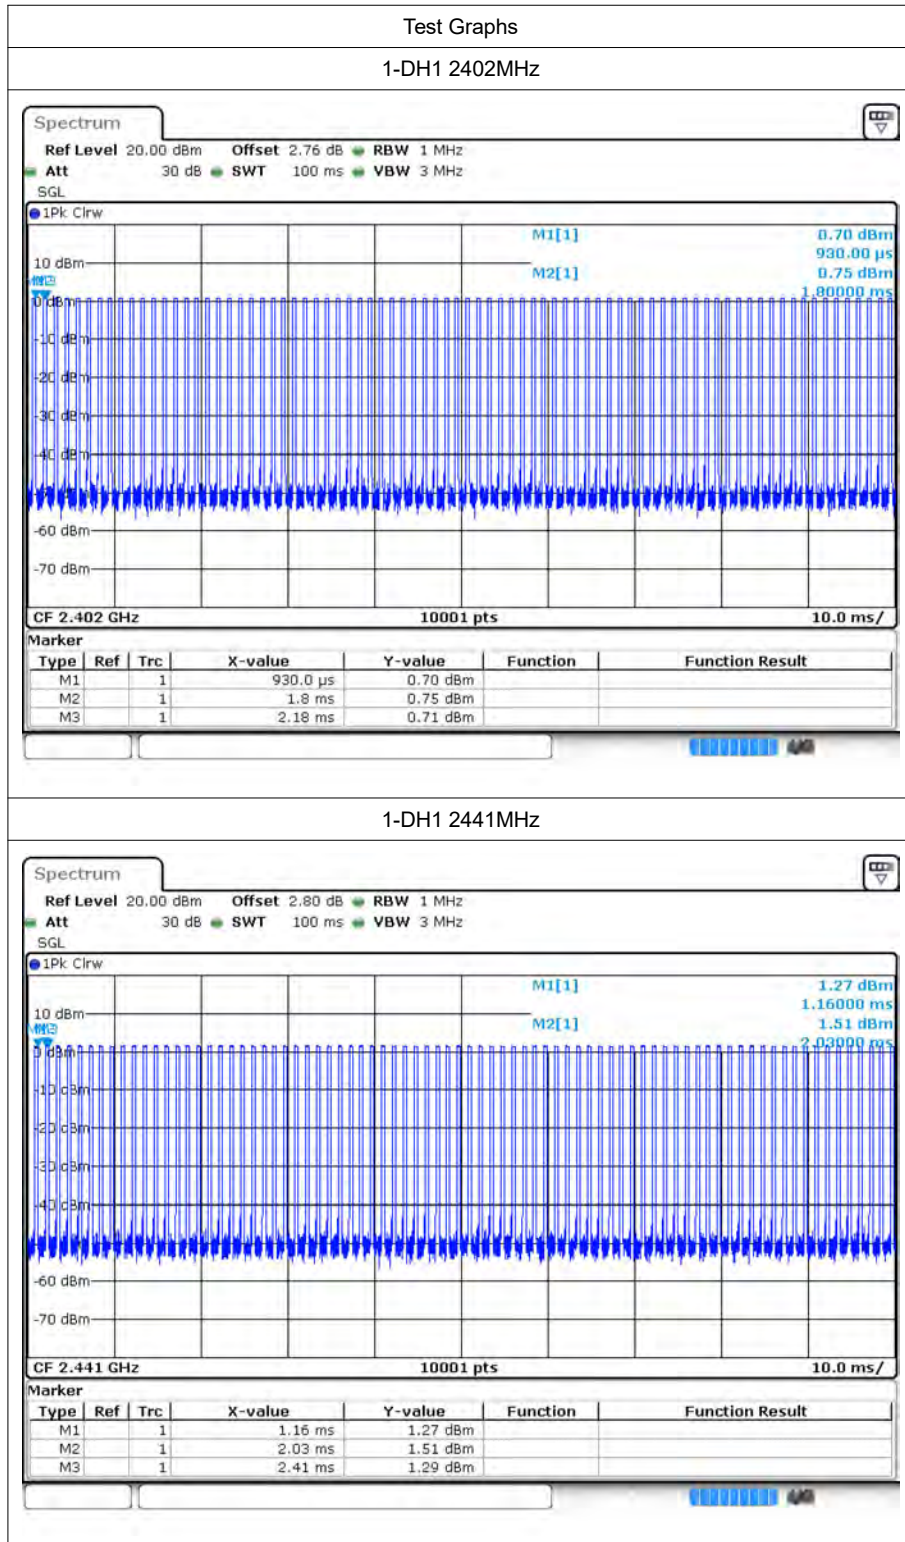 Test Graphs
1-DH1 2402MHz
Spectrum
Ref Level 20.00 dBm Offset 2.76 dB RBW 1 MHz
Att 30 dB SWT 100 ms VBW 3 MHz
SGL
1Pk Clrw
M1[1] 0.70 dBm
930.00 µs
10 dBm
M2[1] 0.75 dBm
1.80000 ms
0 dBm
-10 dBm
-20 dBm
-30 dBm
-40 dBm
-60 dBm
-70 dBm
CF 2.402 GHz 10001 pts 10.0 ms/
Marker
Type Ref Trc X-value Y-value Function Function Result
M1 1 930.0 µs 0.70 dBm
M2 1 1.8 ms 0.75 dBm
M3 1 2.18 ms 0.71 dBm
1-DH1 2441MHz
Spectrum
Ref Level 20.00 dBm Offset 2.80 dB RBW 1 MHz
Att 30 dB SWT 100 ms VBW 3 MHz
SGL
1Pk Clrw
M1[1] 1.27 dBm
1.16000 ms
10 dBm
M2[1] 1.51 dBm
2.03000 ms
0 dBm
-10 dBm
-20 dBm
-30 dBm
-40 dBm
-60 dBm
-70 dBm
CF 2.441 GHz 10001 pts 10.0 ms/
Marker
Type Ref Trc X-value Y-value Function Function Result
M1 1 1.16 ms 1.27 dBm
M2 1 2.03 ms 1.51 dBm
M3 1 2.41 ms 1.29 dBm